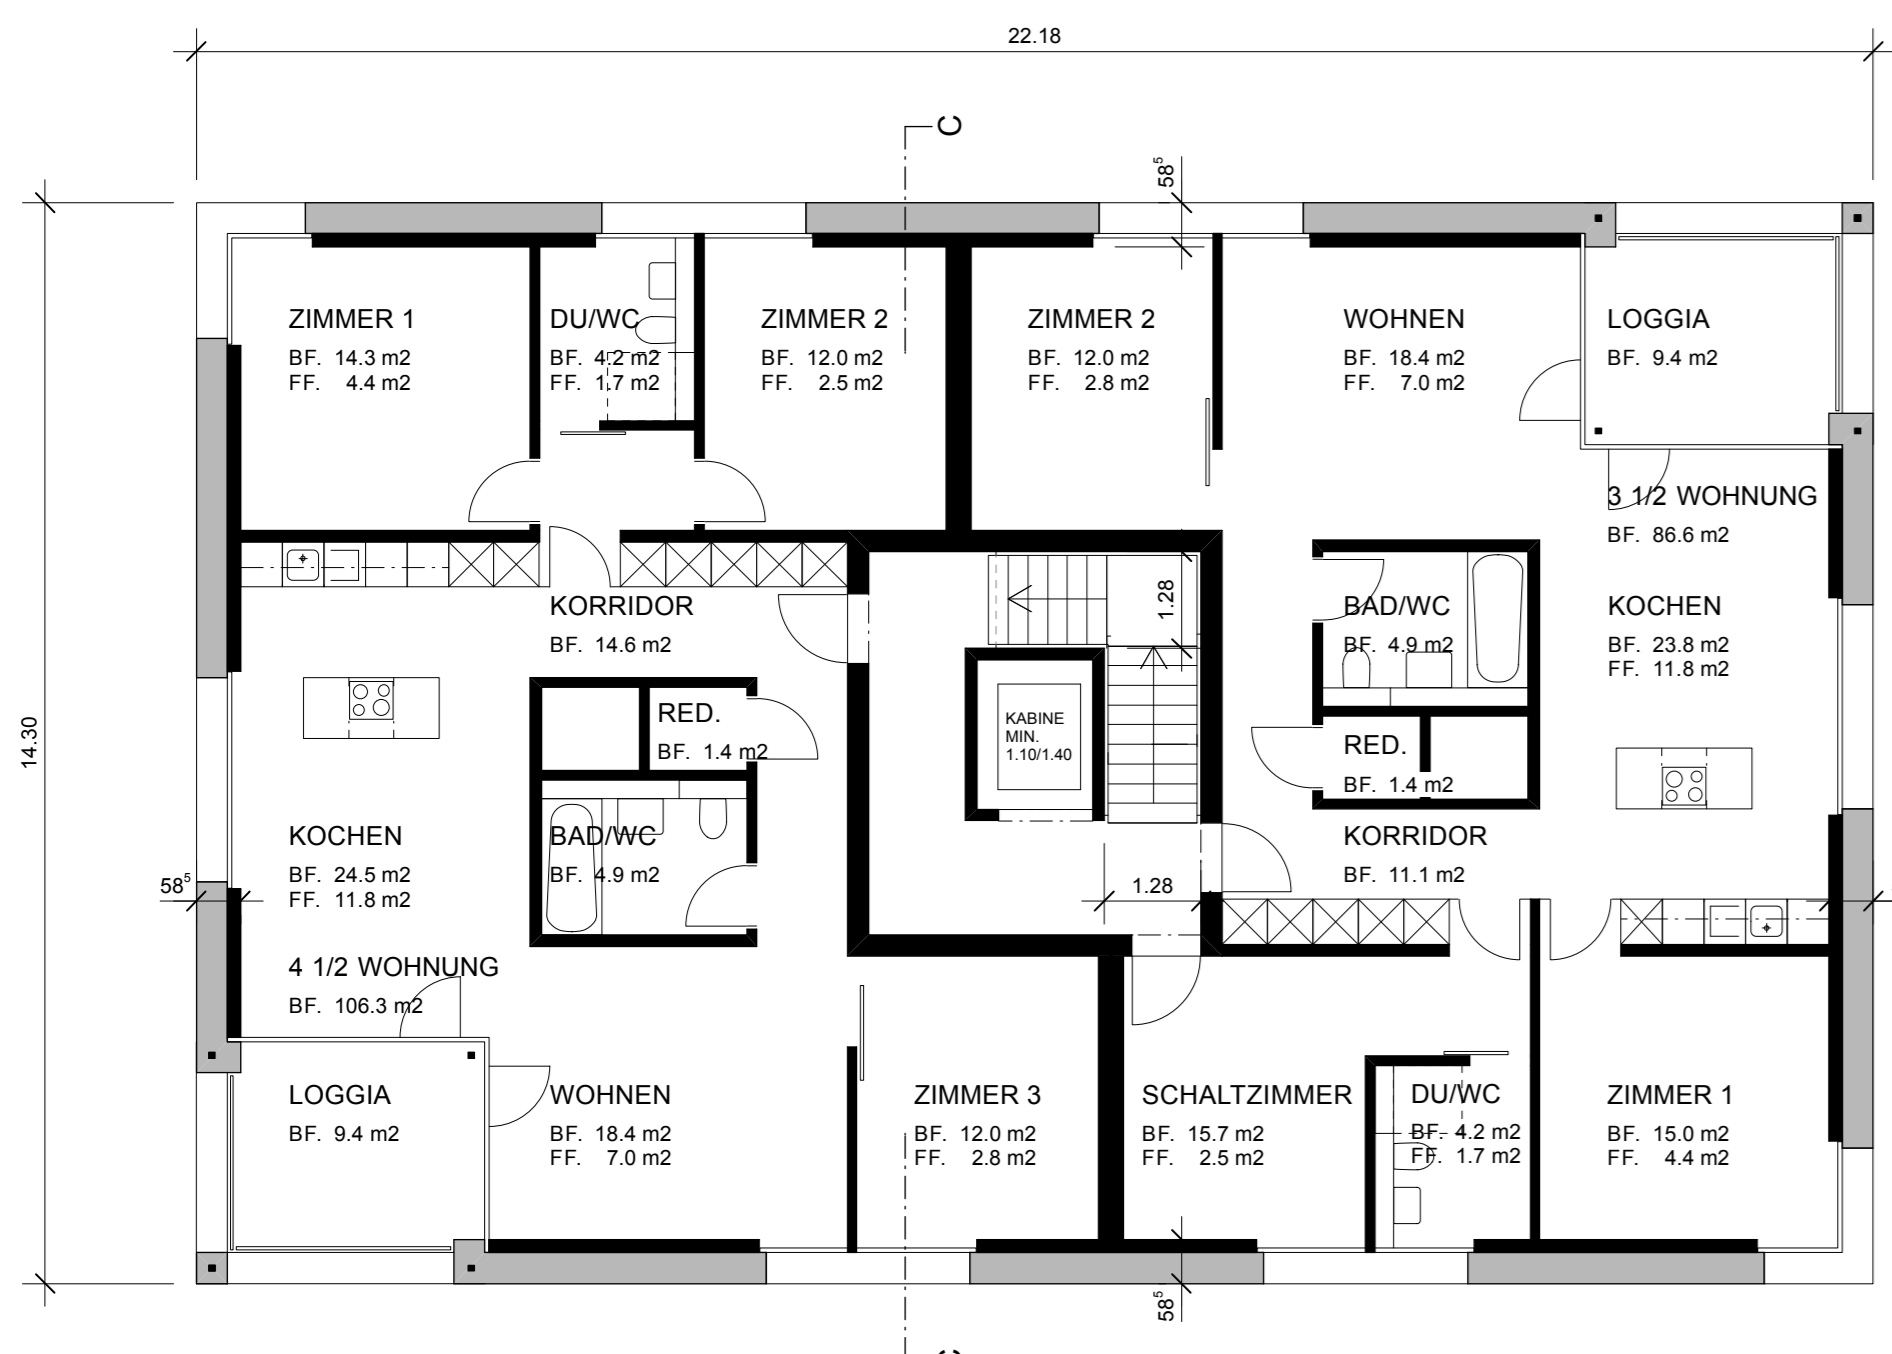 22.18
C
58⁵
14.30
ZIMMER 1
BF. 14.3 m2
FF. 4.4 m2
DU/WC
BF. 4.2 m2
FF. 1.7 m2
ZIMMER 2
BF. 12.0 m2
FF. 2.5 m2
ZIMMER 2
BF. 12.0 m2
FF. 2.8 m2
WOHNEN
BF. 18.4 m2
FF. 7.0 m2
LOGGIA
BF. 9.4 m2
3 1/2 WOHNUNG
BF. 86.6 m2
KORRIDOR
BF. 14.6 m2
1.28
BAD/WC
BF. 4.9 m2
KOCHEN
BF. 23.8 m2
FF. 11.8 m2
RED.
BF. 1.4 m2
KABINE
MIN.
1.10/1.40
RED.
BF. 1.4 m2
KOCHEN
BF. 24.5 m2
FF. 11.8 m2
BAD/WC
BF. 4.9 m2
KORRIDOR
BF. 11.1 m2
58⁵
1.28
4 1/2 WOHNUNG
BF. 106.3 m2
LOGGIA
BF. 9.4 m2
WOHNEN
BF. 18.4 m2
FF. 7.0 m2
ZIMMER 3
BF. 12.0 m2
FF. 2.8 m2
SCHALTZIMMER
BF. 15.7 m2
FF. 2.5 m2
DU/WC
BF. 4.2 m2
FF. 1.7 m2
ZIMMER 1
BF. 15.0 m2
FF. 4.4 m2
58⁵